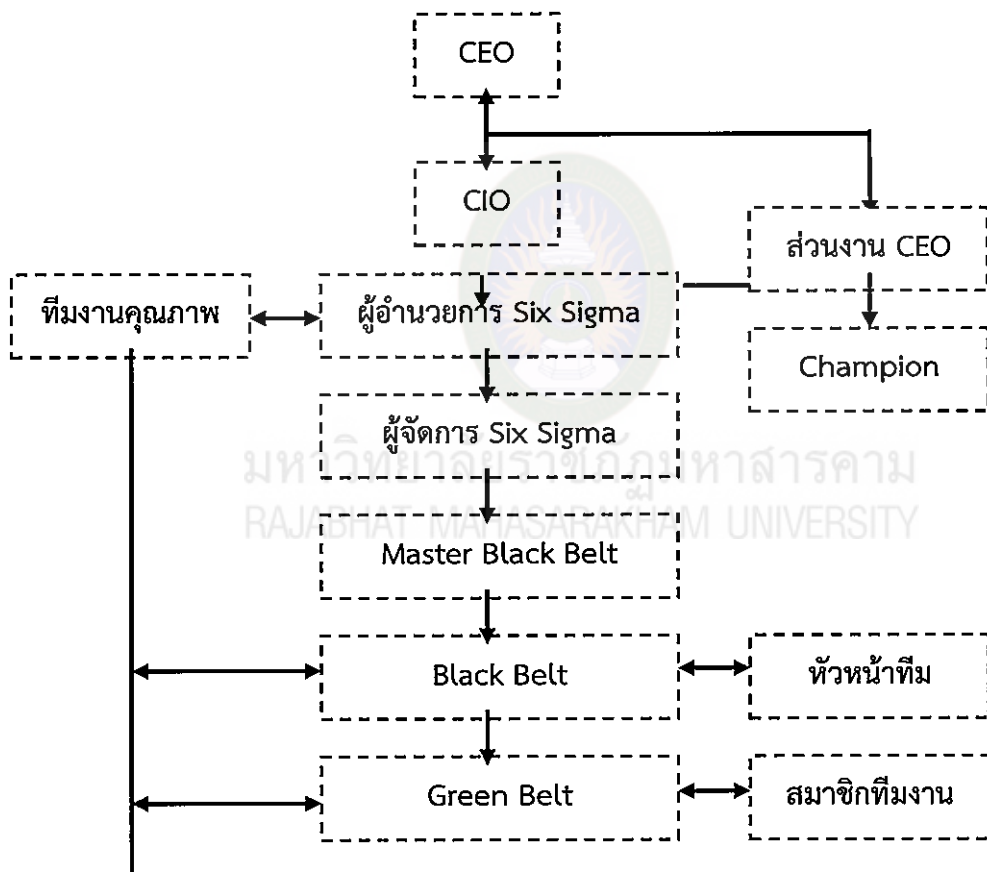 CEO
CIO
ส่วนงาน CEO
ทีมงานคุณภาพ
ผู้อำนวยการ Six Sigma
Champion
ผู้จัดการ Six Sigma
มหาวิทยาลัยราชภัฏมหาสารคาม
RAJABHAT MAHASARAKHAM UNIVERSITY
Master Black Belt
Black Belt
หัวหน้าทีม
Green Belt
สมาชิกทีมงาน